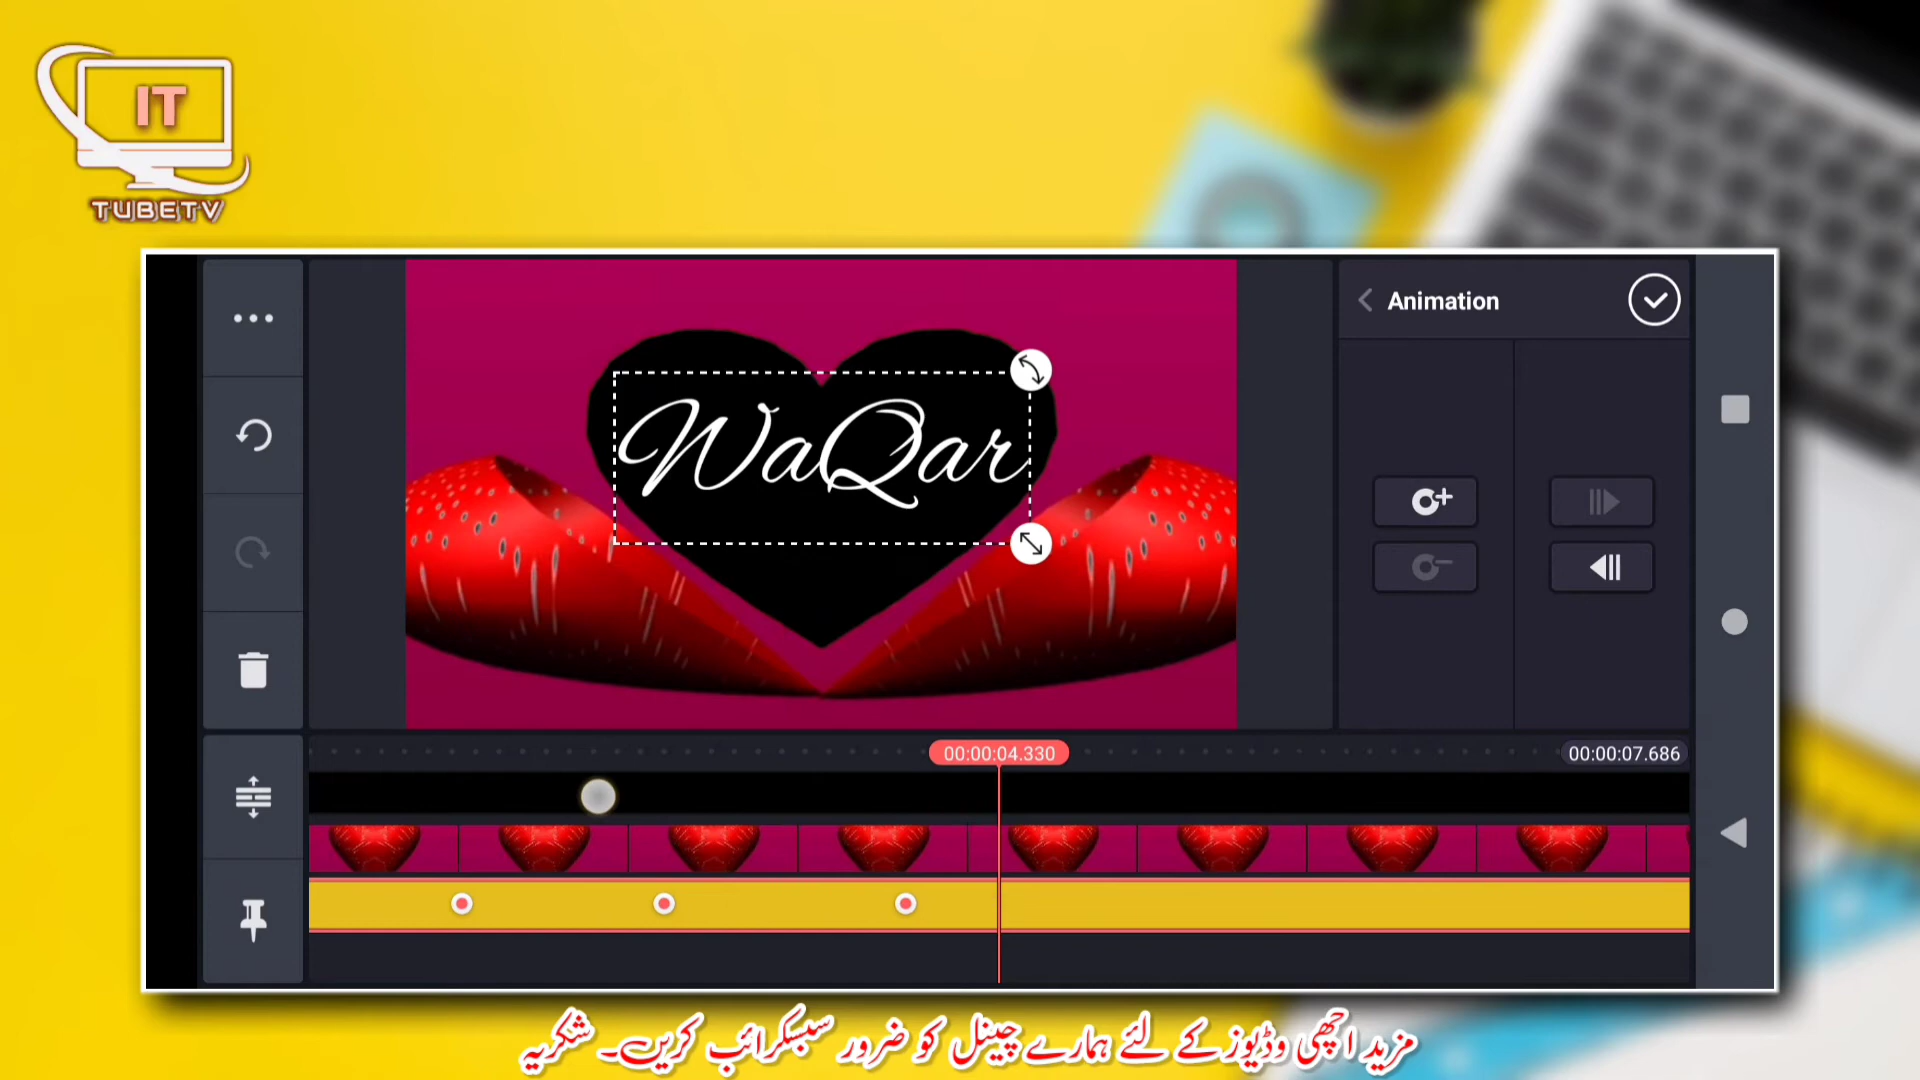 IT
TUBETV
Animation
WaQar
00:00:04.330
00:00:07.686
مزید اچھی وڈیوز کے لئے ہمارے چینل کو ضرور سبسکرائب کریں۔ شکریہ